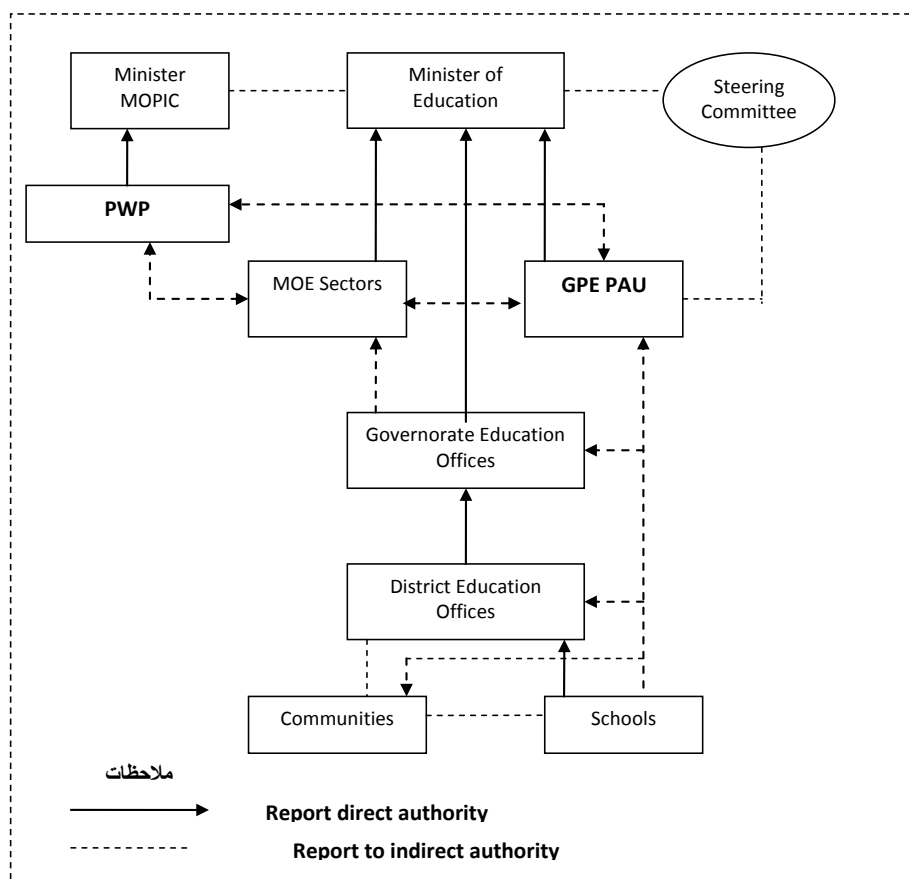 Minister
MOPIC
Minister of
Education
Steering
Committee
PWP
MOE Sectors
GPE PAU
Governorate Education
Offices
District Education
Offices
Communities
Schools
ملاحظات
Report direct authority
Report to indirect authority